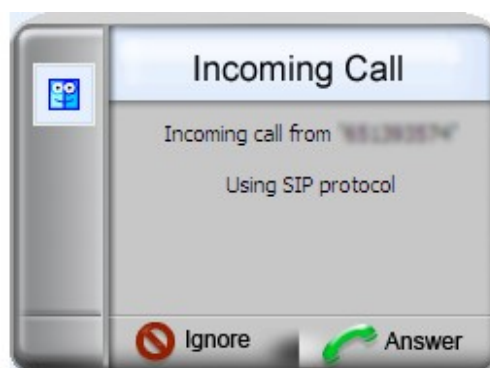 Incoming Call
Incoming call from
Using SIP protocol
Ignore
Answer